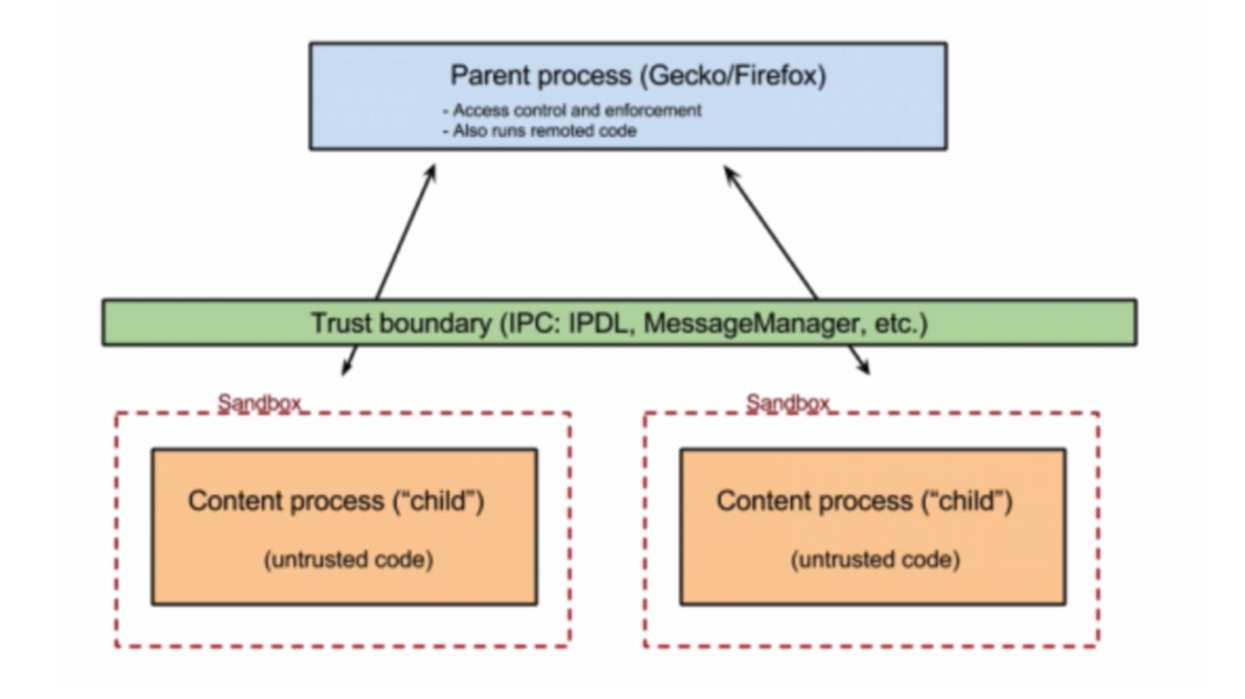 Parent process (Gecko/Firefox)
- Access control and enforcement
- Also runs remoted code
Trust boundary (IPC: IPDL, MessageManager, etc.)
Sandbox
Content process (“child”)
(untrusted code)
Sandbox
Content process (“child”)
(untrusted code)